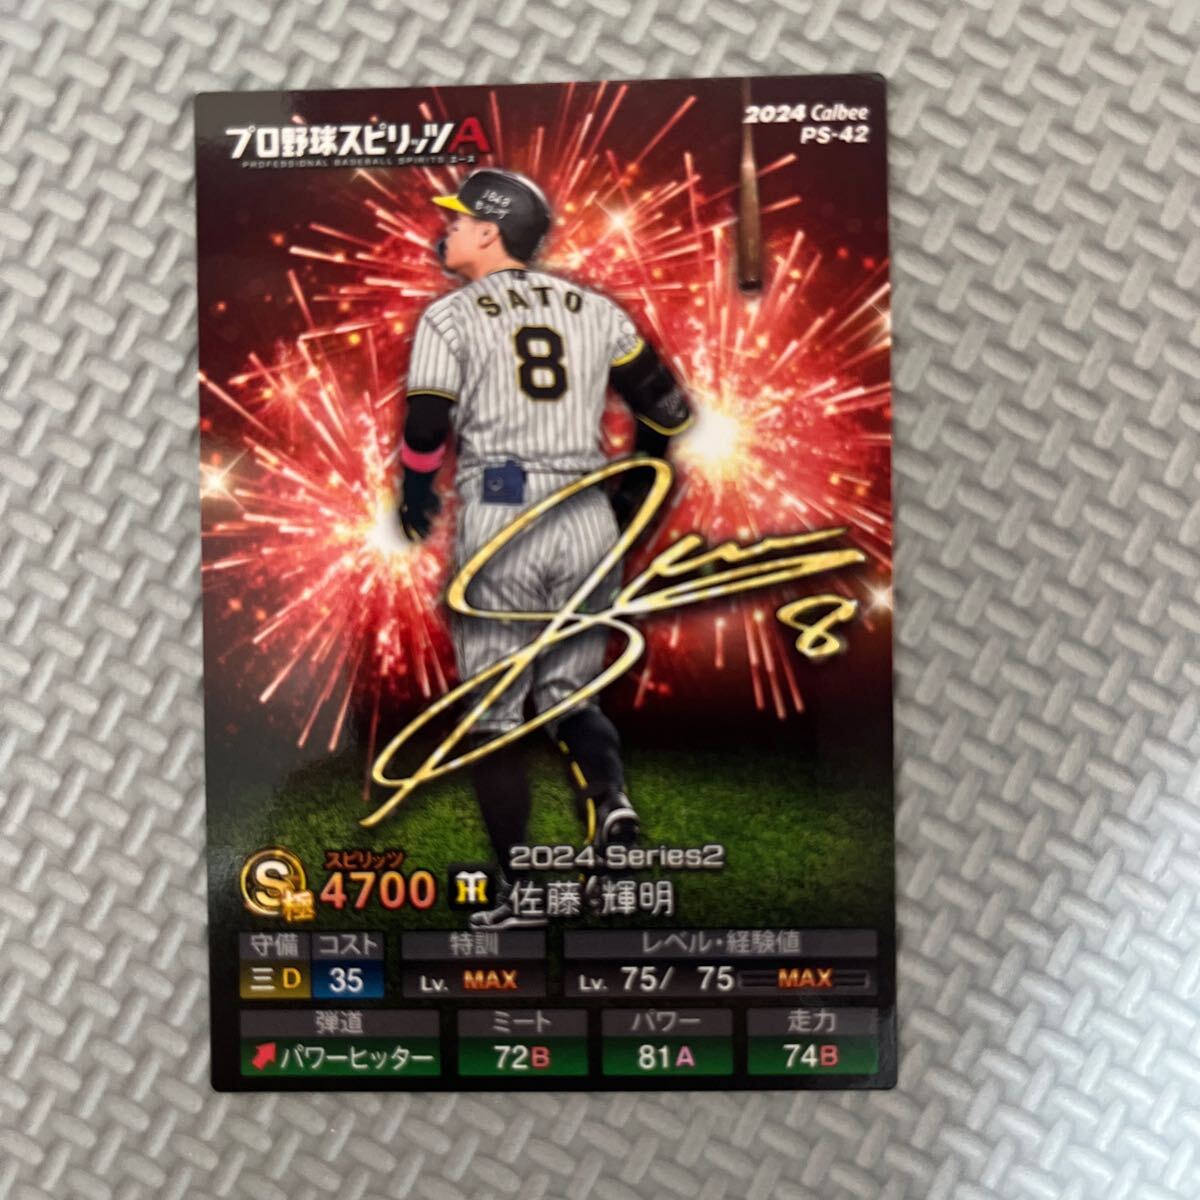 プロ野球スピリッツA
PROFESSIONAL BASEBALL SPIRITS エース
2024 Calbee
PS-42
SATO
8
8
S極
スピリッツ
4700
2024 Series2
佐藤 輝明
守備 コスト 特訓 レベル・経験値
三D 35 Lv. MAX Lv. 75/ 75 MAX
弾道 ミート パワー 走力
パワーヒッター 72B 81A 74B